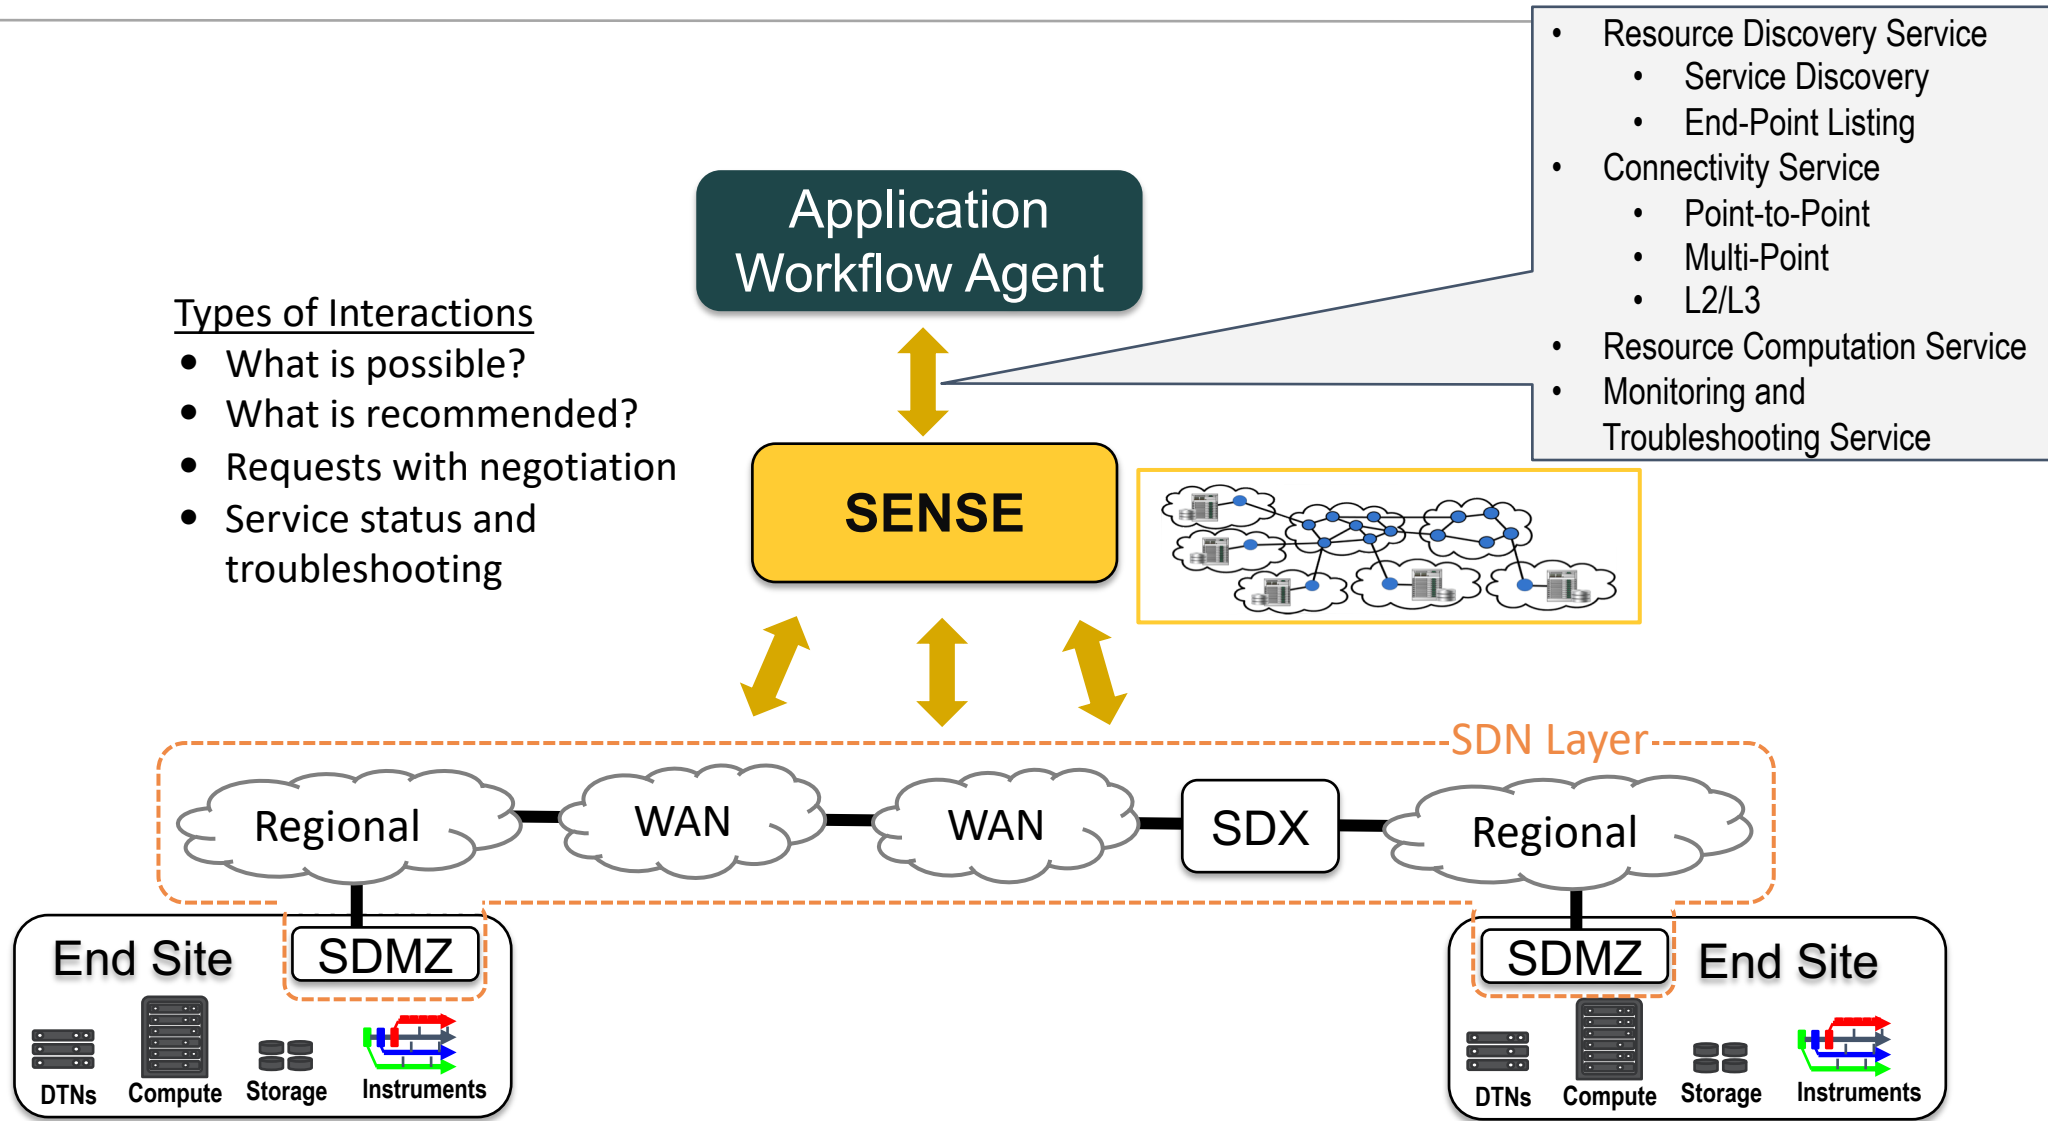 • Resource Discovery Service
• Service Discovery
• End-Point Listing
• Connectivity Service
• Point-to-Point
• Multi-Point
• L2/L3
• Resource Computation Service
• Monitoring and
Troubleshooting Service
Application
Workflow Agent
Types of Interactions
• What is possible?
• What is recommended?
• Requests with negotiation
• Service status and
troubleshooting
SENSE
SDN Layer
Regional
WAN
WAN
SDX
Regional
End Site
SDMZ
DTNs
Compute
Storage
Instruments
SDMZ
End Site
DTNs
Compute
Storage
Instruments